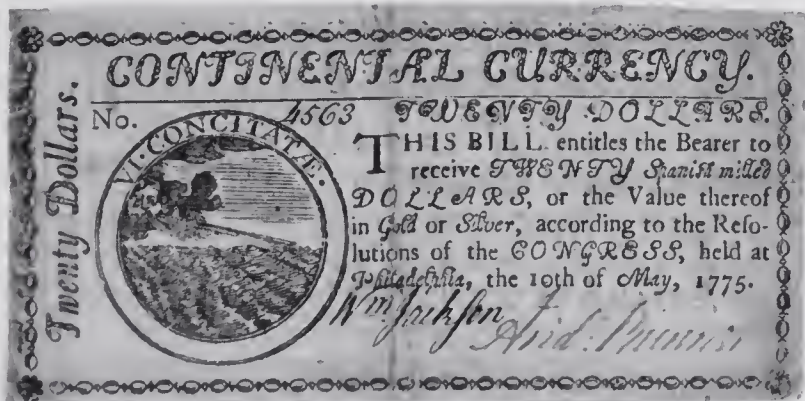 CONTINENTIAL CURRENCY.
Twenty Dollars.
No. 4563 TWENTY DOLLARS.
VI·CONCITATÆ.
THIS BILL entitles the Bearer to
receive TWENTY Spanish milled
DOLLARS, or the Value thereof
in Gold or Silver, according to the Reſo-
lutions of the CONGRESS, held at
Philadelphia, the 10th of May, 1775.
Wm Jackson
And: